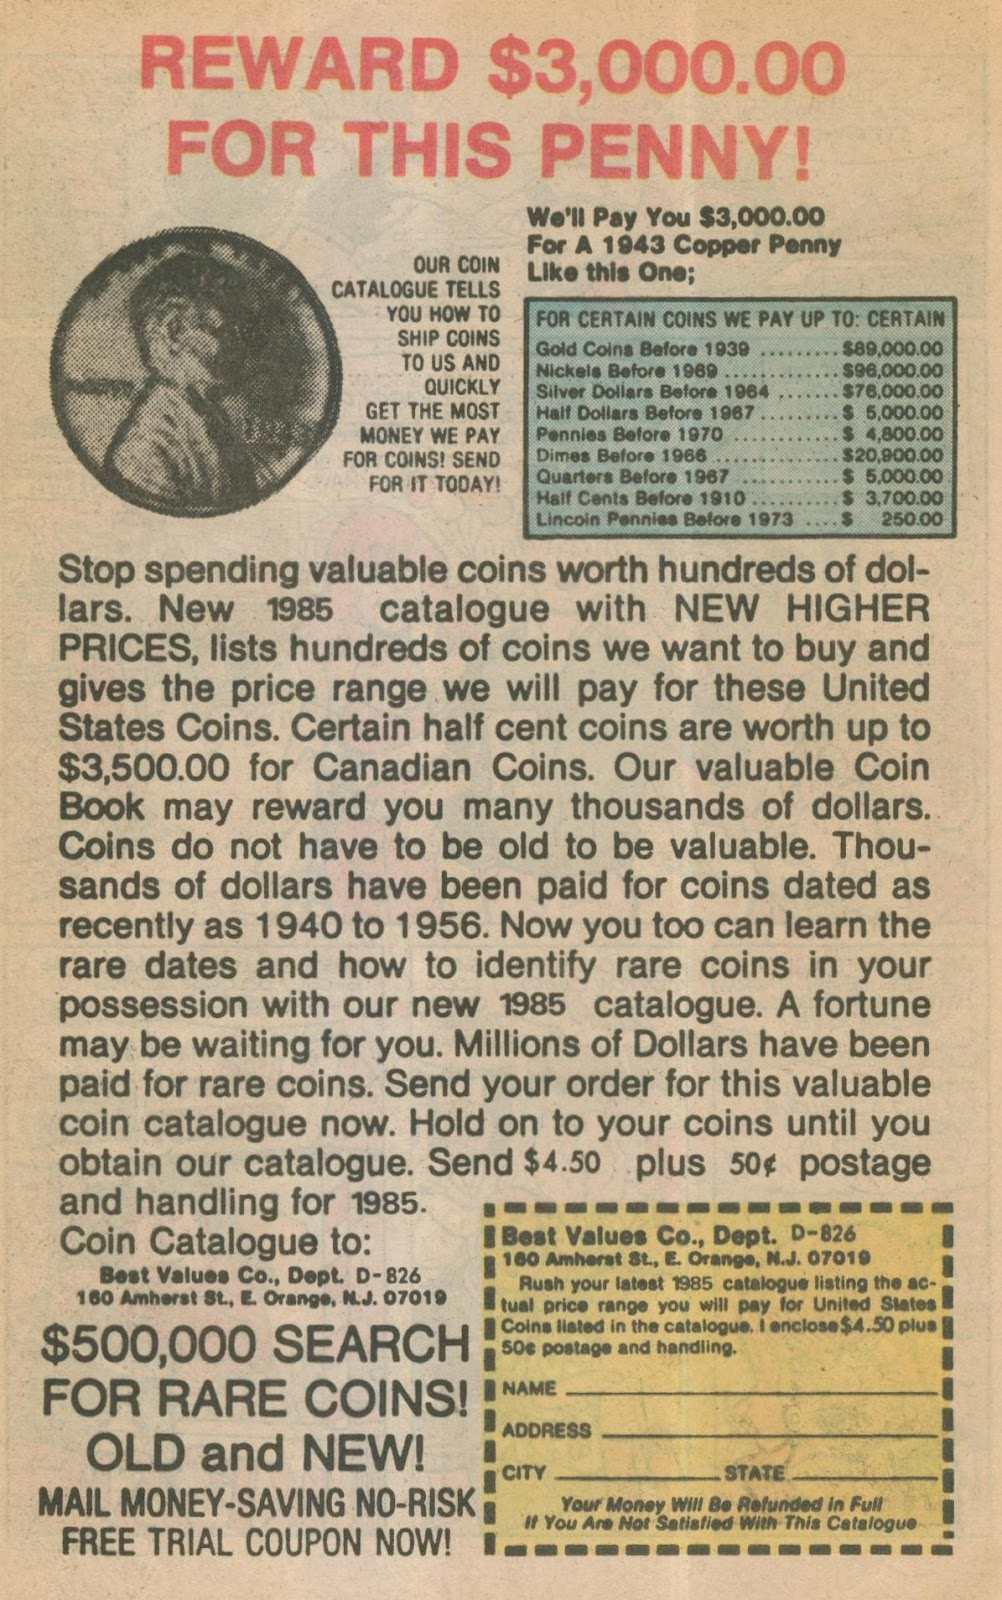 REWARD $3,000.00
FOR THIS PENNY!
We'll Pay You $3,000.00
For A 1943 Copper Penny
Like this One;
OUR COIN
CATALOGUE TELLS
YOU HOW TO
SHIP COINS
TO US AND
QUICKLY
GET THE MOST
MONEY WE PAY
FOR COINS! SEND
FOR IT TODAY!
FOR CERTAIN COINS WE PAY UP TO: CERTAIN
Gold Coins Before 1939 ......... $89,000.00
Nickels Before 1969 ............. $96,000.00
Silver Dollars Before 1964 ....... $76,000.00
Half Dollars Before 1967 ......... $ 5,000.00
Pennies Before 1970 ............ $ 4,800.00
Dimes Before 1966 .............. $20,900.00
Quarters Before 1967 ........... $ 5,000.00
Half Cents Before 1910 .......... $ 3,700.00
Lincoln Pennies Before 1973 .... $ 250.00
Stop spending valuable coins worth hundreds of dol-
lars. New 1985 catalogue with NEW HIGHER
PRICES, lists hundreds of coins we want to buy and
gives the price range we will pay for these United
States Coins. Certain half cent coins are worth up to
$3,500.00 for Canadian Coins. Our valuable Coin
Book may reward you many thousands of dollars.
Coins do not have to be old to be valuable. Thou-
sands of dollars have been paid for coins dated as
recently as 1940 to 1956. Now you too can learn the
rare dates and how to identify rare coins in your
possession with our new 1985 catalogue. A fortune
may be waiting for you. Millions of Dollars have been
paid for rare coins. Send your order for this valuable
coin catalogue now. Hold on to your coins until you
obtain our catalogue. Send $4.50 plus 50¢ postage
and handling for 1985.
Coin Catalogue to:
Best Values Co., Dept. D-826
160 Amherst St., E. Orange, N.J. 07019
$500,000 SEARCH
FOR RARE COINS!
OLD and NEW!
MAIL MONEY-SAVING NO-RISK
FREE TRIAL COUPON NOW!
Best Values Co., Dept. D-826
160 Amherst St., E. Orange, N.J. 07019
Rush your latest 1985 catalogue listing the ac-
tual price range you will pay for United States
Coins listed in the catalogue. I enclose $4.50 plus
50¢ postage and handling.
NAME
ADDRESS
CITY STATE
Your Money Will Be Refunded in Full
If You Are Not Satisfied With This Catalogue